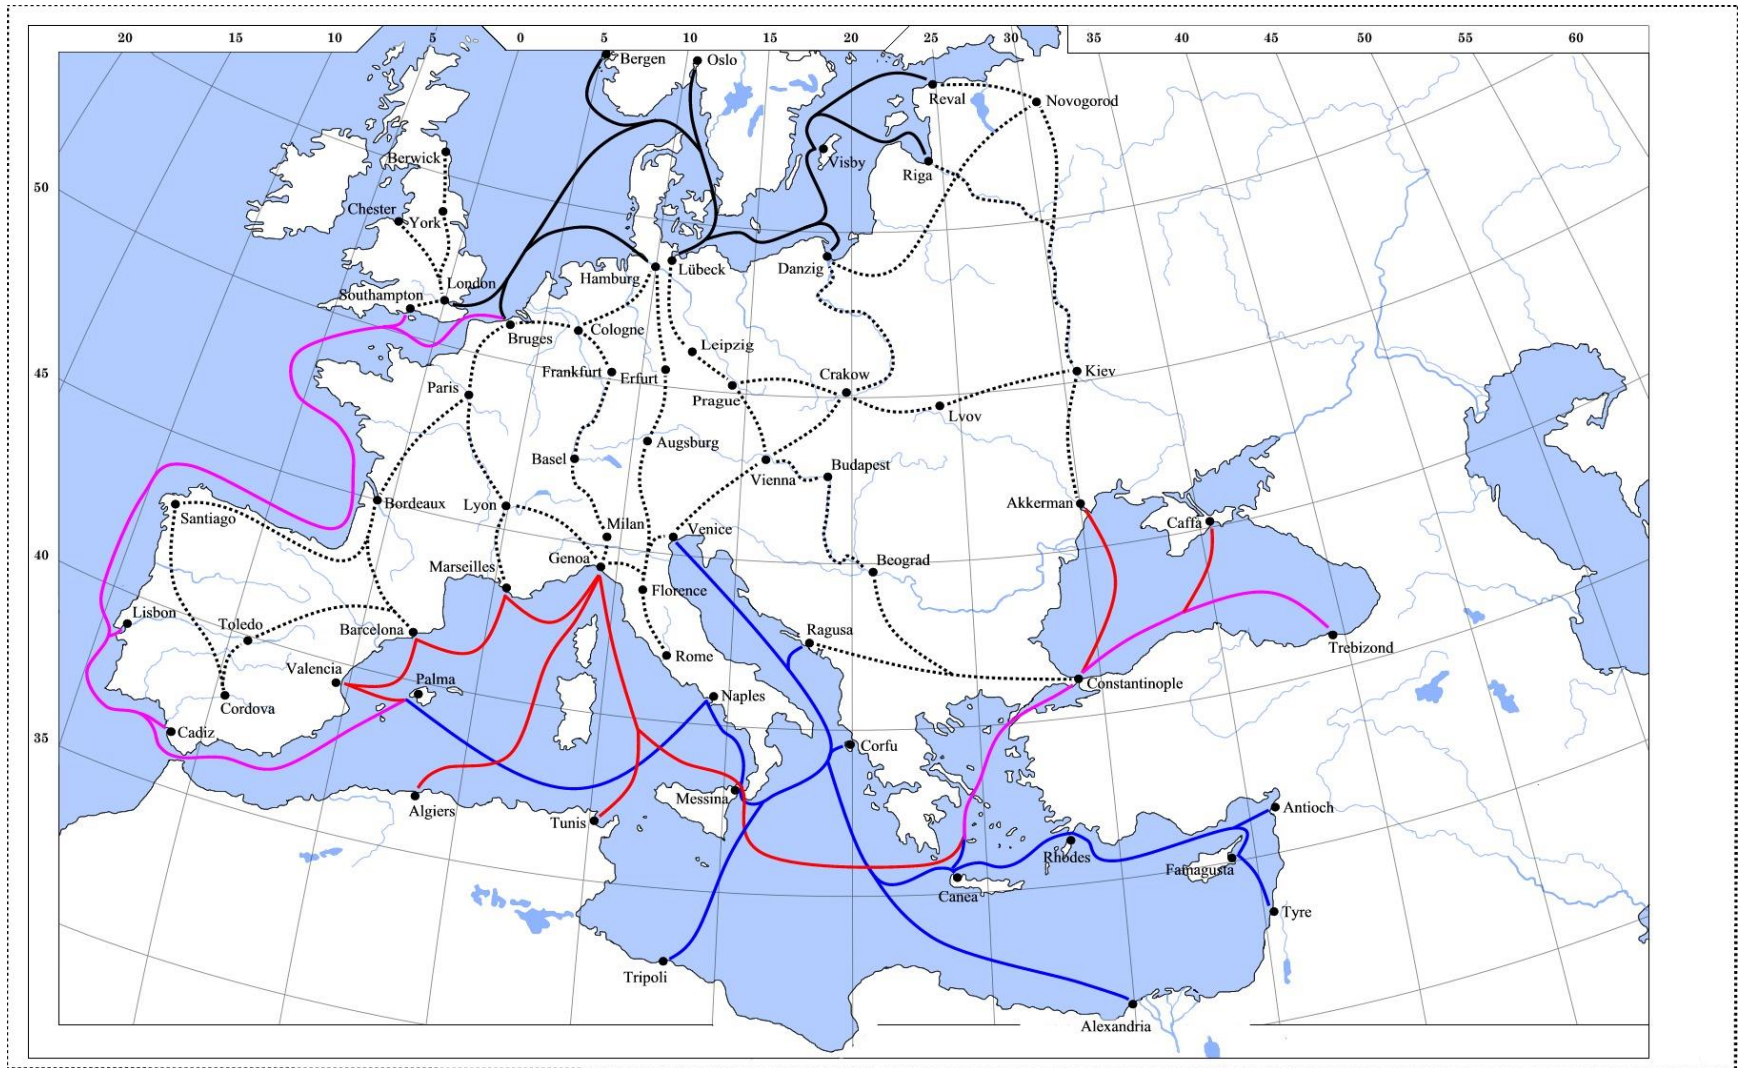 20 15 10 5 0 5 10 15 20 25 30 35 40 45 50 55 60
Bergen
Oslo
Reval
Novogorod
Berwick
Visby
Riga
50
Chester
York
London
Southampton
Hamburg
Lübeck
Danzig
Bruges
Cologne
Leipzig
45
Frankfurt
Erfurt
Crakow
Kiev
Paris
Prague
Lvov
Augsburg
Basel
Vienna
Budapest
Santiago
Bordeaux
Lyon
Milan
Venice
Akkerman
Caffa
40
Marseilles
Genoa
Florence
Beograd
Lisbon
Toledo
Barcelona
Ragusa
Rome
Trebizond
Valencia
Palma
Constantinople
Cordova
Naples
35
Cadiz
Corfu
Algiers
Messina
Antioch
Tunis
Rhodes
Famagusta
Canea
Tyre
Tripoli
Alexandria